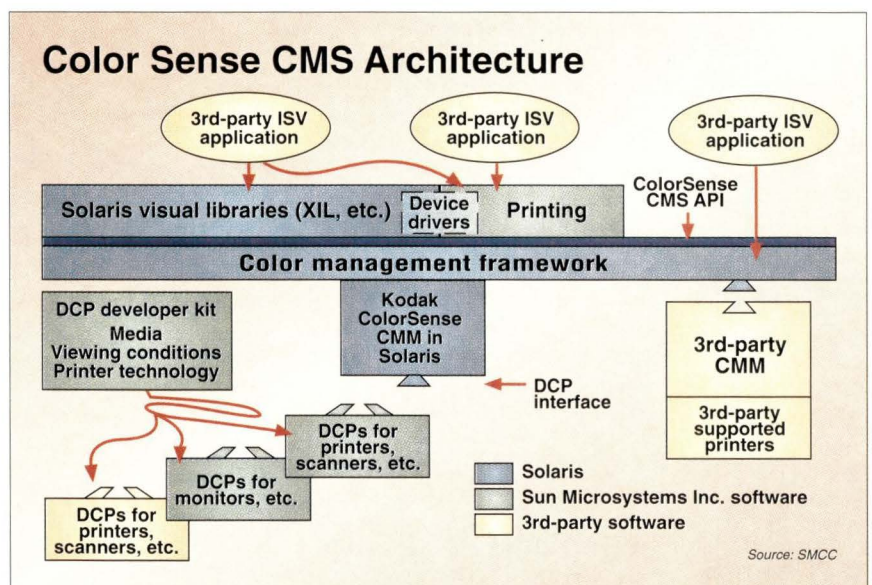 Color Sense CMS Architecture
3rd-party ISV
application
3rd-party ISV
application
3rd-party ISV
application
Solaris visual libraries (XIL, etc.)
Device
drivers
Printing
ColorSense
CMS API
Color management framework
DCP developer kit
Media
Viewing conditions
Printer technology
Kodak
ColorSense
CMM in
Solaris
3rd-party
CMM
3rd-party
supported
printers
DCP
interface
DCPs for
printers,
scanners, etc.
DCPs for
monitors, etc.
DCPs for
printers,
scanners, etc.
Solaris
Sun Microsystems Inc. software
3rd-party software
Source: SMCC